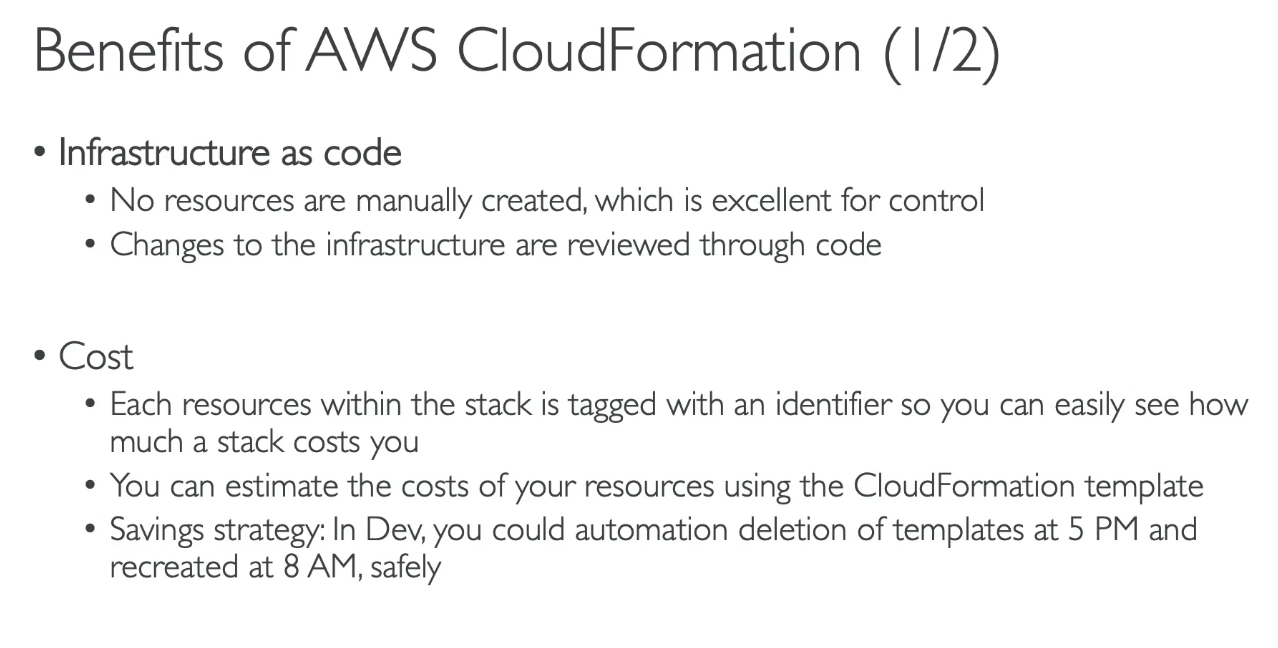 Benefits of AWS CloudFormation (1/2)
• Infrastructure as code
• No resources are manually created, which is excellent for control
• Changes to the infrastructure are reviewed through code
• Cost
• Each resources within the stack is tagged with an identifier so you can easily see how
much a stack costs you
• You can estimate the costs of your resources using the CloudFormation template
• Savings strategy: In Dev, you could automation deletion of templates at 5 PM and
recreated at 8 AM, safely